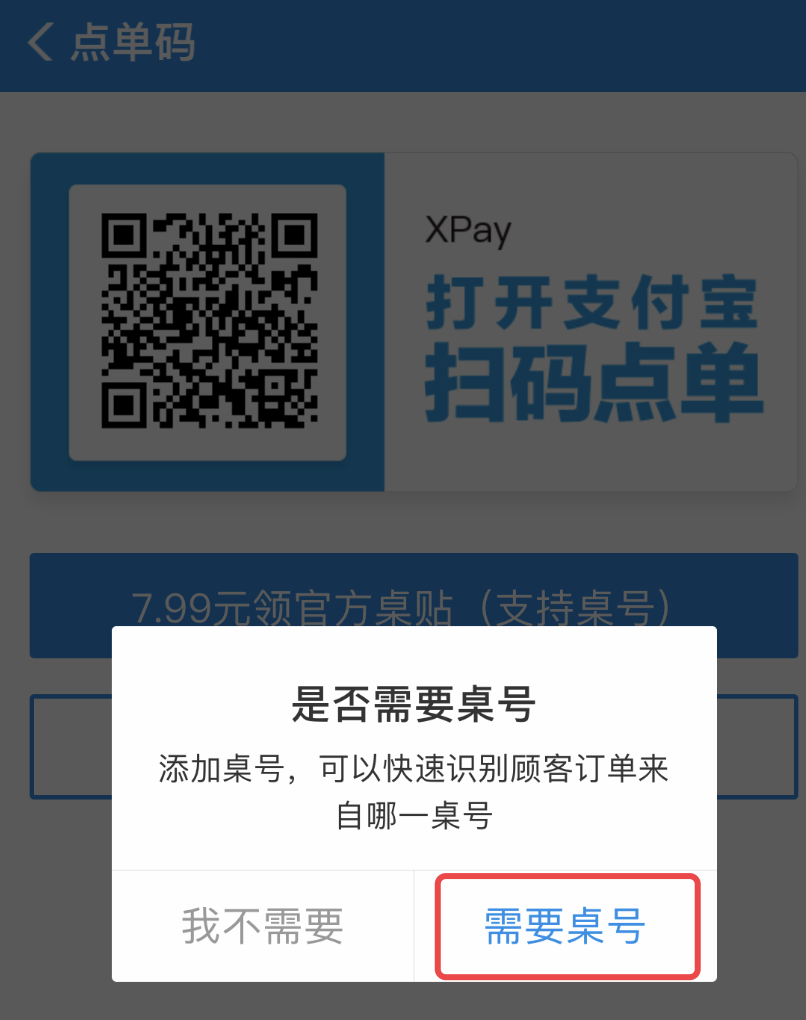 点单码
XPay
打开支付宝
扫码点单
7.99元领官方桌贴（支持桌号）
是否需要桌号
添加桌号，可以快速识别顾客订单来
自哪一桌号
我不需要
需要桌号